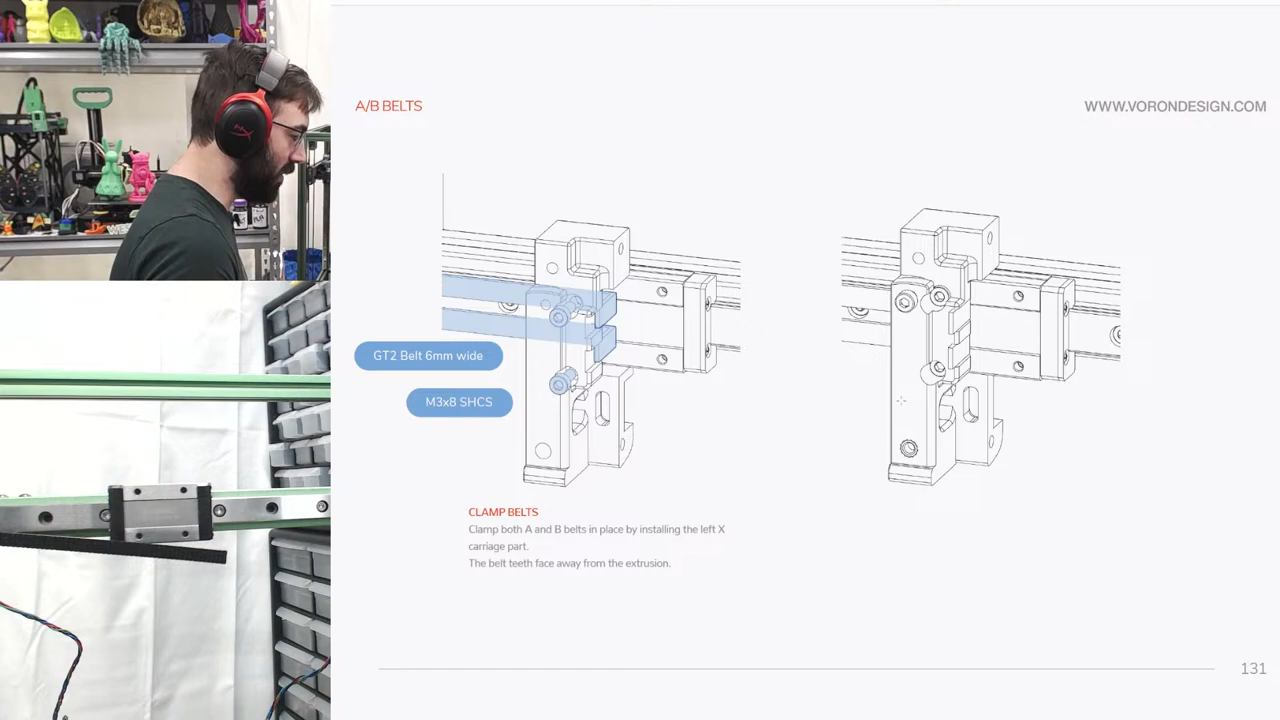 A/B BELTS
WWW.VORONDESIGN.COM
GT2 Belt 6mm wide
M3x8 SHCS
CLAMP BELTS
Clamp both A and B belts in place by installing the left X
carriage part.
The belt teeth face away from the extrusion.
131